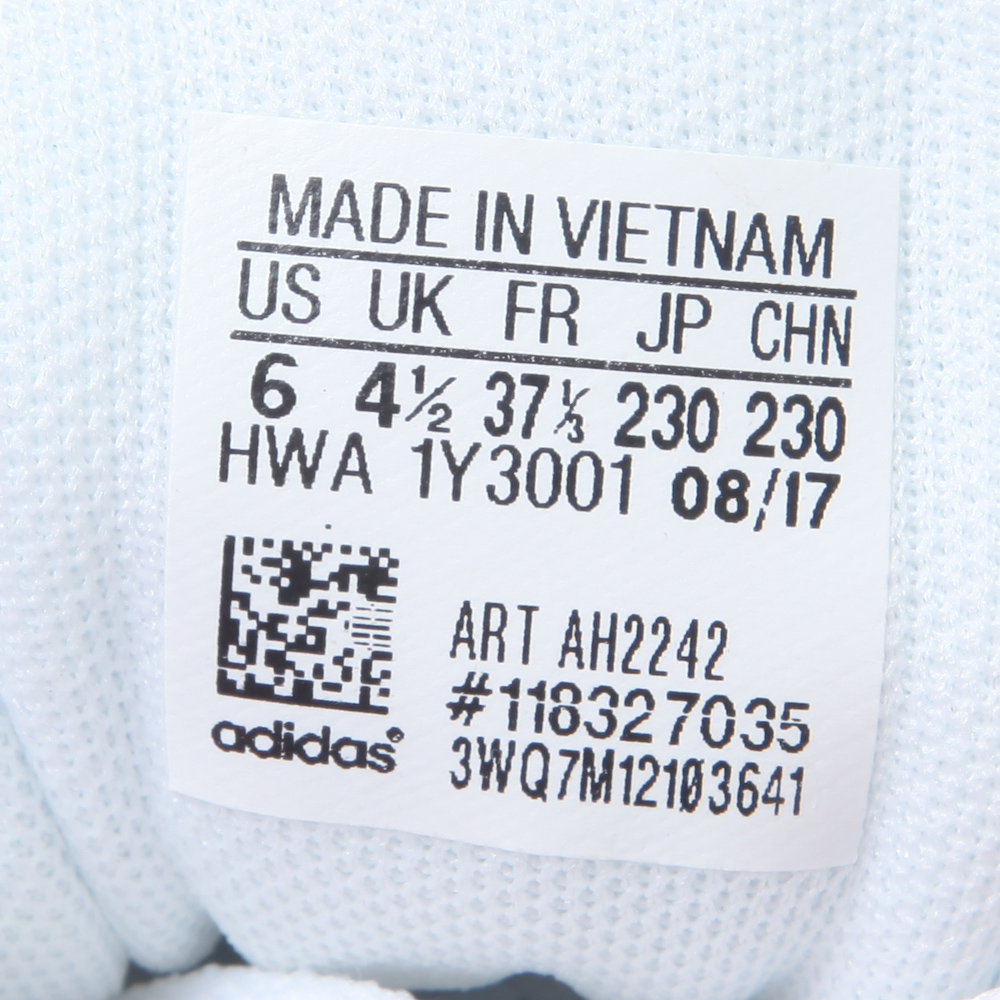 MADE IN VIETNAM
US UK FR JP CHN
6 4½ 37⅓ 230 230
HWA 1Y3001 08/17
ART AH2242
#118327035
adidas®
3WQ7M12103641